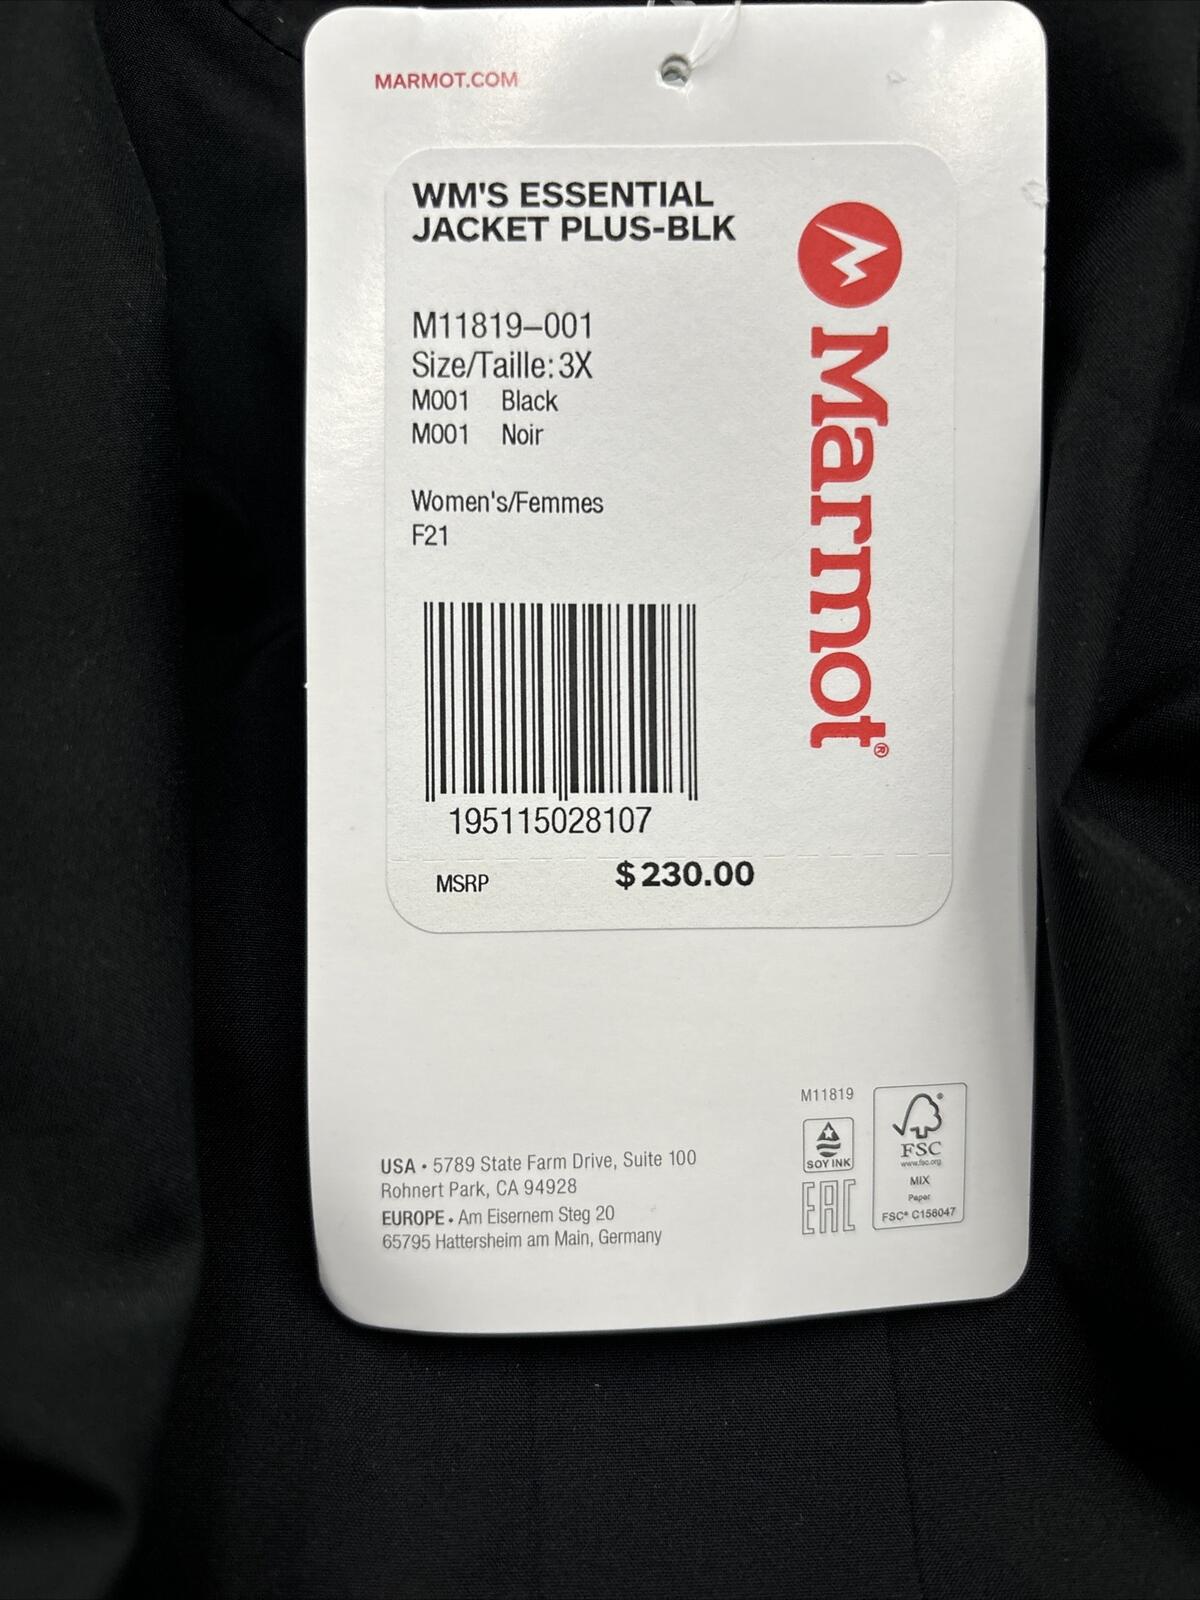 MARMOT.COM
WM'S ESSENTIAL
JACKET PLUS-BLK
M11819–001
Size/Taille: 3X
M001 Black
M001 Noir
Women's/Femmes
F21
195115028107
MSRP $230.00
Marmot®
M11819
SOY INK
EAC
FSC®
www.fsc.org
MIX
Paper
FSC® C156047
USA • 5789 State Farm Drive, Suite 100
Rohnert Park, CA 94928
EUROPE • Am Eisernem Steg 20
65795 Hattersheim am Main, Germany